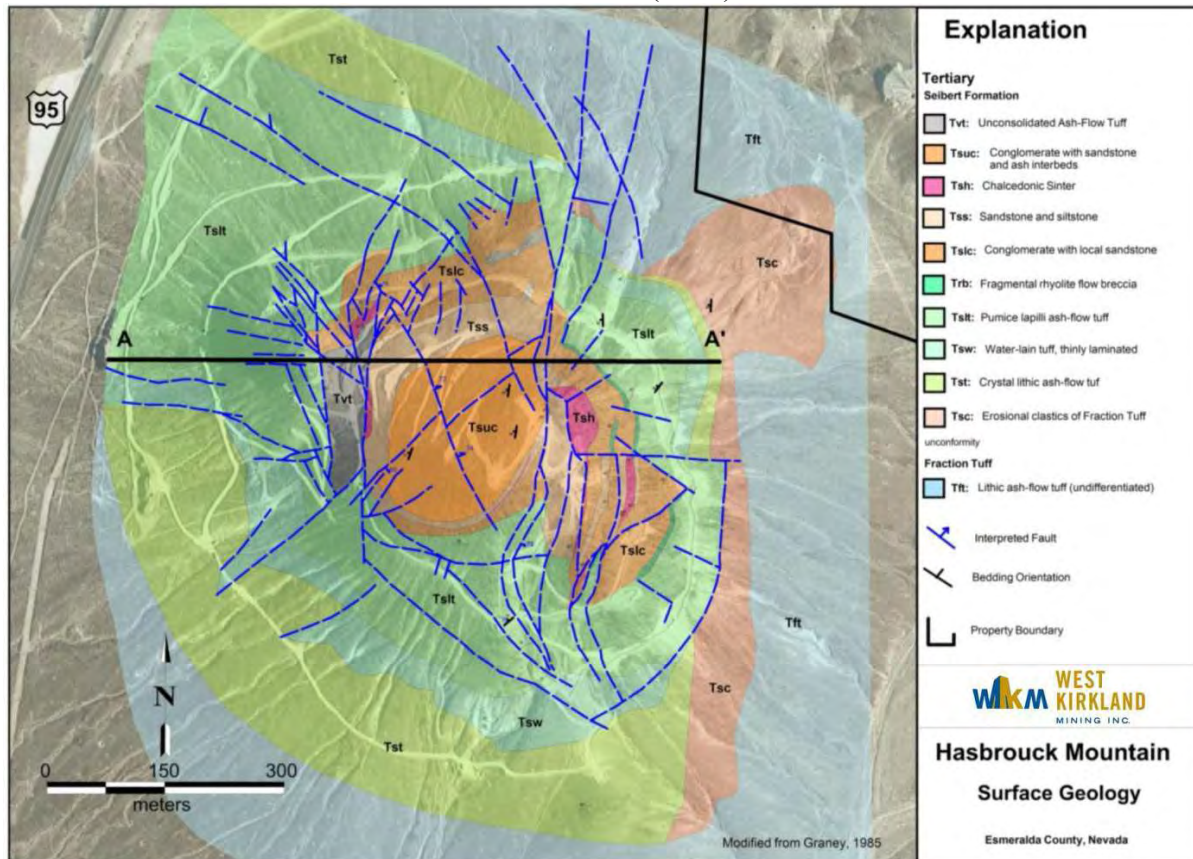 Tst
95
Tft
Tslt
Tsc
Tslc
Tss
Tslt
A
A'
Tvt
Tsuc
Tsh
Tslc
Tslt
Tft
Tsc
N
Tsw
Tst
0 150 300
meters
Modified from Graney, 1985
Explanation
Tertiary
Seibert Formation
Tvt: Unconsolidated Ash-Flow Tuff
Tsuc: Conglomerate with sandstone
and ash interbeds
Tsh: Chalcedonic Sinter
Tss: Sandstone and siltstone
Tslc: Conglomerate with local sandstone
Trb: Fragmental rhyolite flow breccia
Tslt: Pumice lapilli ash-flow tuff
Tsw: Water-lain tuff, thinly laminated
Tst: Crystal lithic ash-flow tuf
Tsc: Erosional clastics of Fraction Tuff
unconformity
Fraction Tuff
Tft: Lithic ash-flow tuff (undifferentiated)
Interpreted Fault
Bedding Orientation
Property Boundary
WKM WEST
KIRKLAND
MINING INC.
Hasbrouck Mountain
Surface Geology
Esmeralda County, Nevada